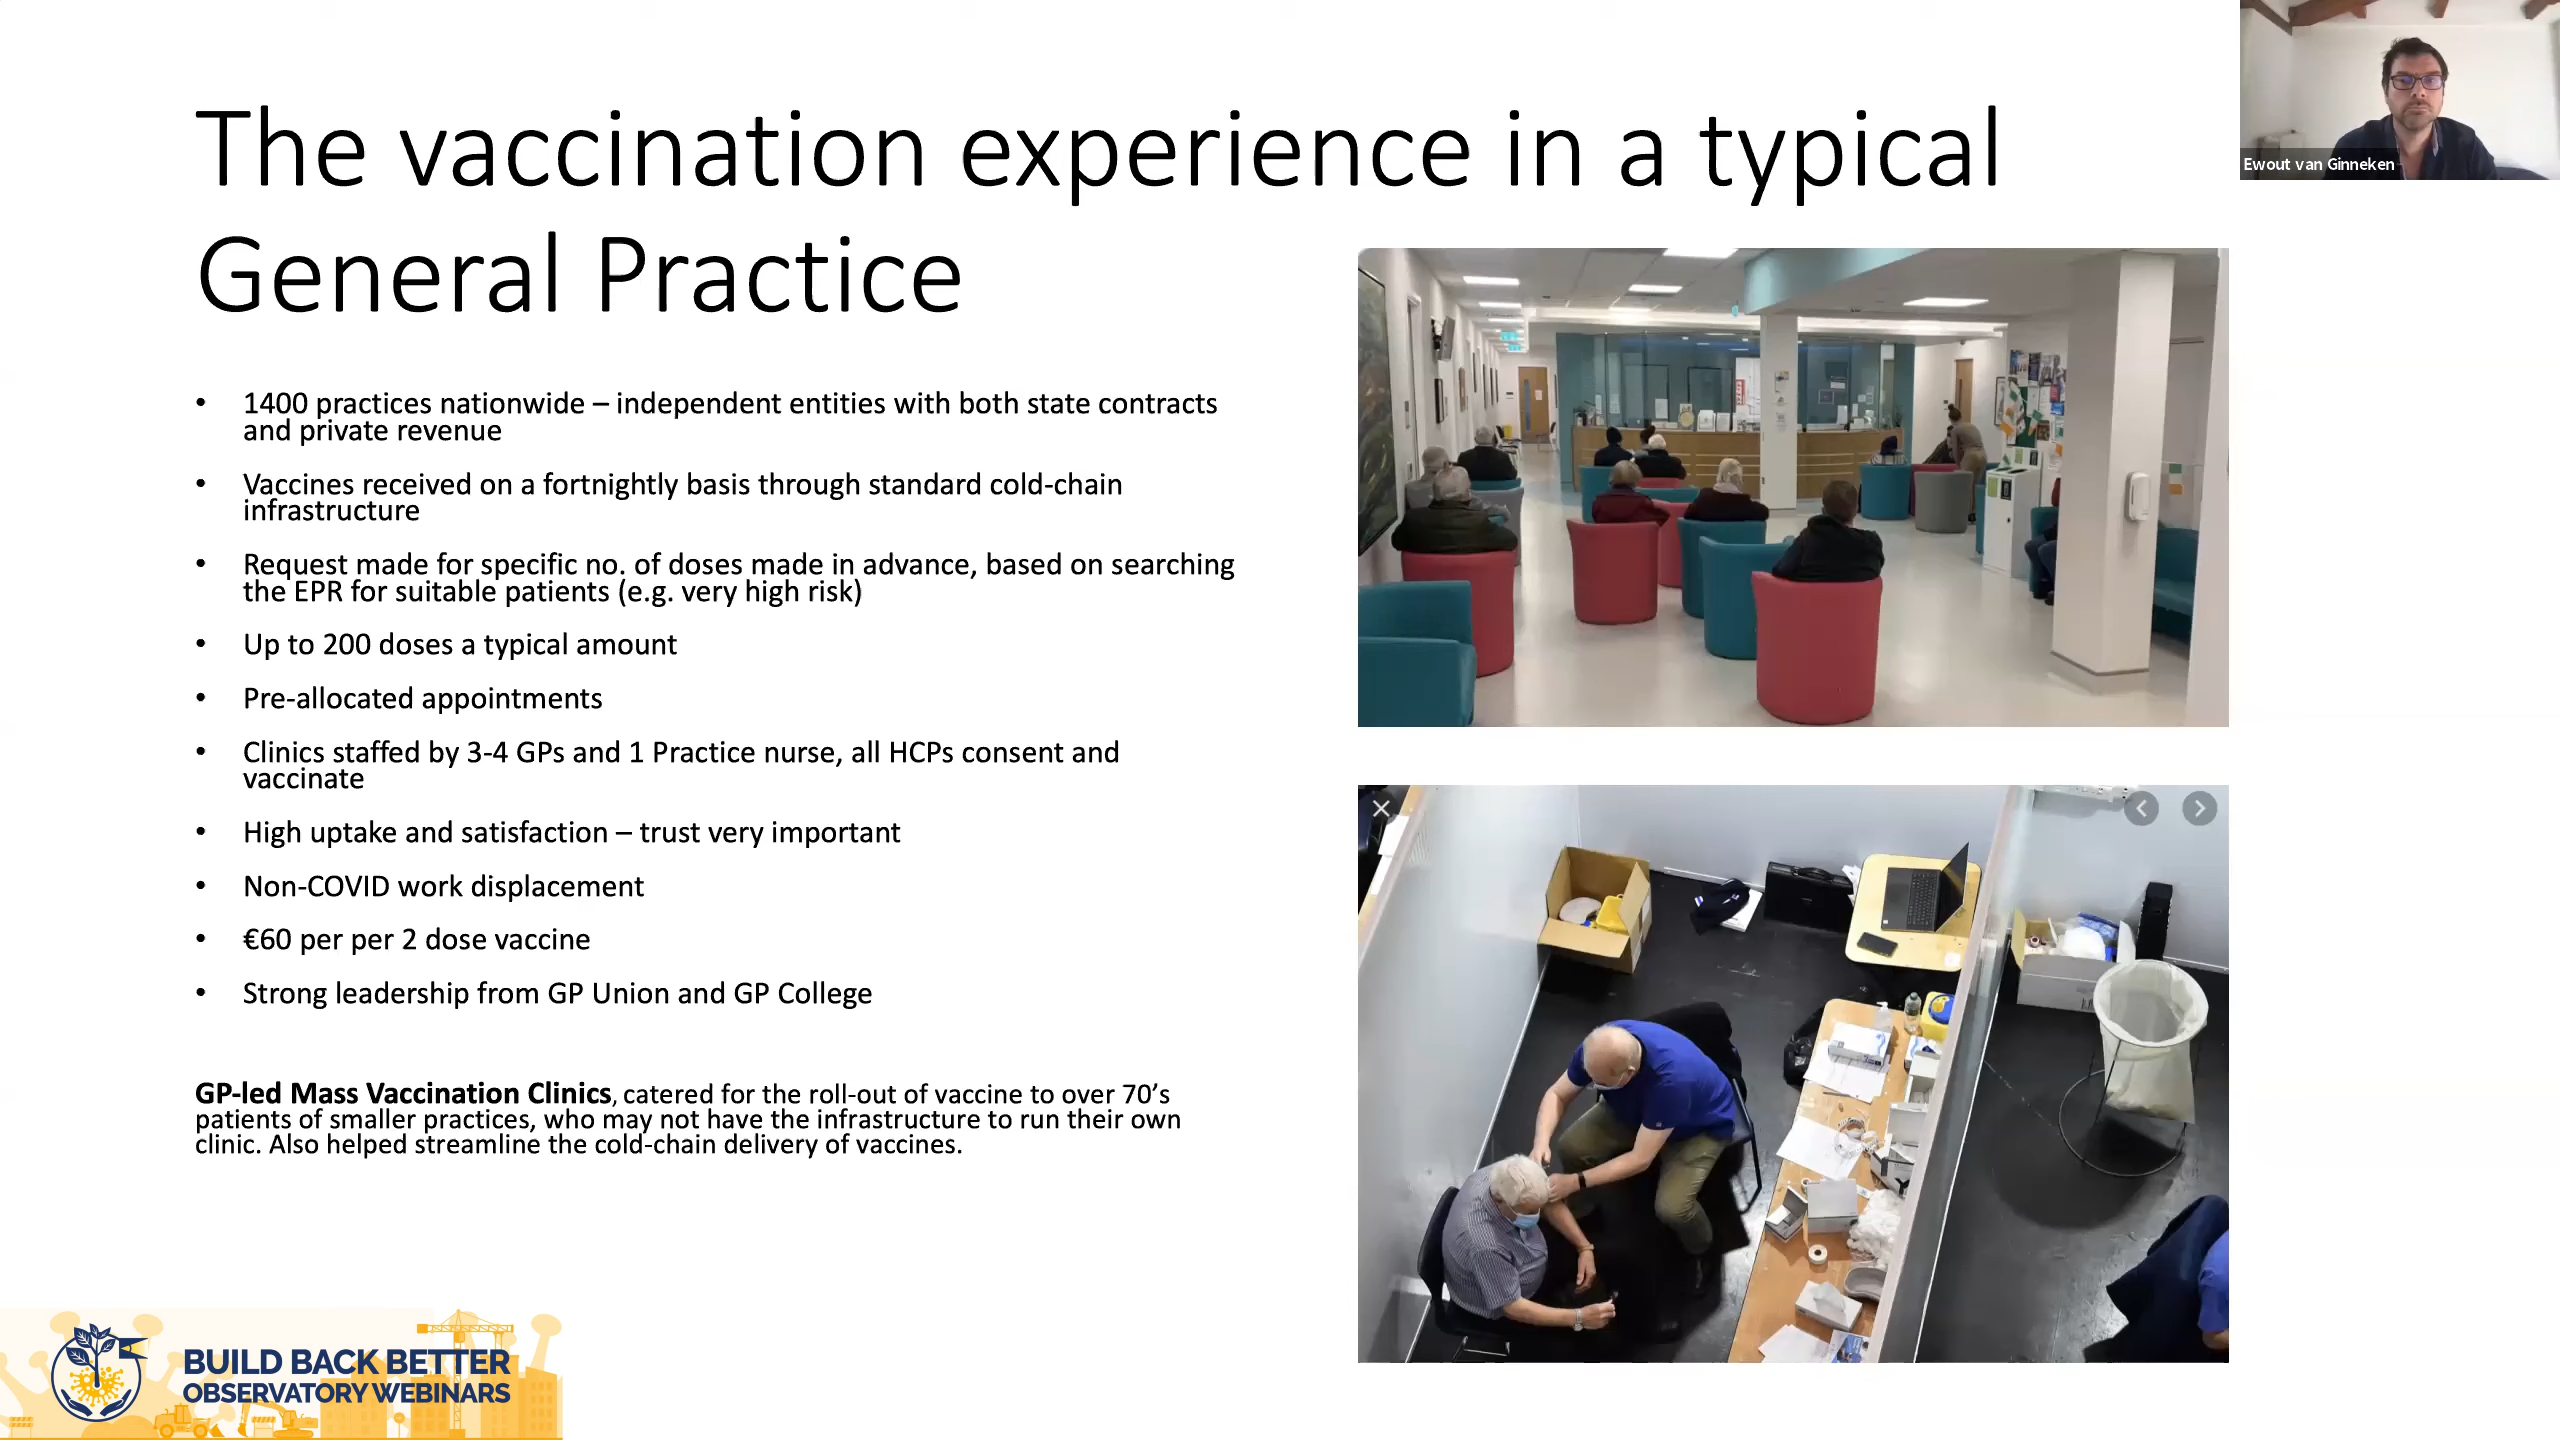 The vaccination experience in a typical
General Practice
Ewout van Ginneken
• 1400 practices nationwide – independent entities with both state contracts
and private revenue
• Vaccines received on a fortnightly basis through standard cold-chain
infrastructure
• Request made for specific no. of doses made in advance, based on searching
the EPR for suitable patients (e.g. very high risk)
• Up to 200 doses a typical amount
• Pre-allocated appointments
• Clinics staffed by 3-4 GPs and 1 Practice nurse, all HCPs consent and
vaccinate
• High uptake and satisfaction – trust very important
• Non-COVID work displacement
• €60 per per 2 dose vaccine
• Strong leadership from GP Union and GP College
GP-led Mass Vaccination Clinics, catered for the roll-out of vaccine to over 70’s
patients of smaller practices, who may not have the infrastructure to run their own
clinic. Also helped streamline the cold-chain delivery of vaccines.
BUILD BACK BETTER
OBSERVATORY WEBINARS